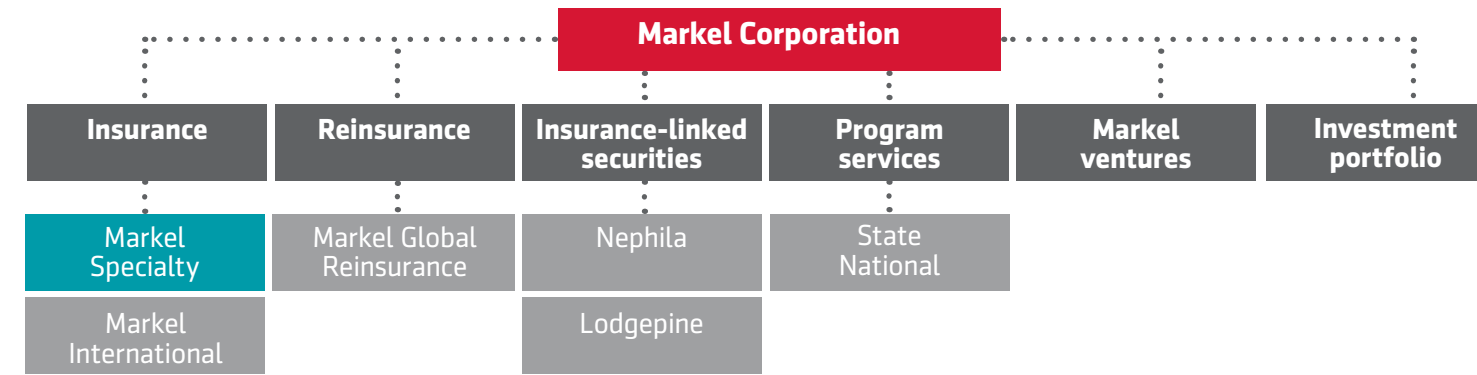 Markel Corporation
Insurance
Reinsurance
Insurance-linked
securities
Program
services
Markel
ventures
Investment
portfolio
Markel
Specialty
Markel Global
Reinsurance
Nephila
State
National
Markel
International
Lodgepine